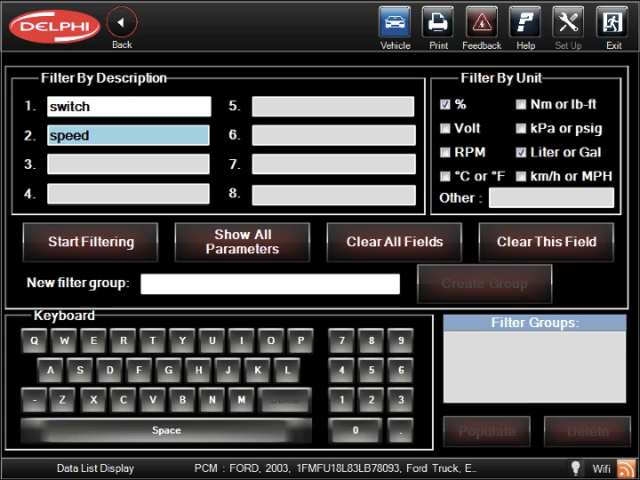 DELPHI
Back
Vehicle Print Feedback Help Set Up Exit
Filter By Description
1. switch
2. speed
3.
4.
5.
6.
7.
8.
Filter By Unit
% Nm or lb-ft
Volt kPa or psig
RPM Liter or Gal
°C or °F km/h or MPH
Other :
Start Filtering
Show All
Parameters
Clear All Fields
Clear This Field
New filter group:
Create Group
Keyboard
Q W E R T Y U I O P 7 8 9
A S D F G H J K L 4 5 6
- Z X C V B N M 1 2 3
Space 0 .
Filter Groups:
Populate Delete
Data List Display PCM : FORD, 2003, 1FMFU18L83LB78093, Ford Truck, E.. Wifi